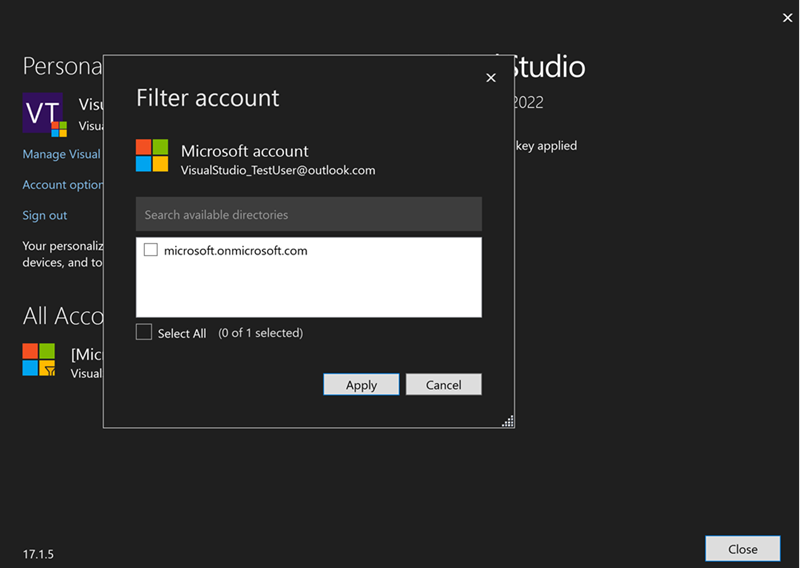 Persona
VT
Visu
Visua
Manage Visual
Account option
Sign out
Your personaliz
devices, and to
All Acco
[Mic
Visual
Filter account
Microsoft account
VisualStudio_TestUser@outlook.com
Search available directories
microsoft.onmicrosoft.com
Select All (0 of 1 selected)
Apply Cancel
Studio
2022
key applied
17.1.5
Close